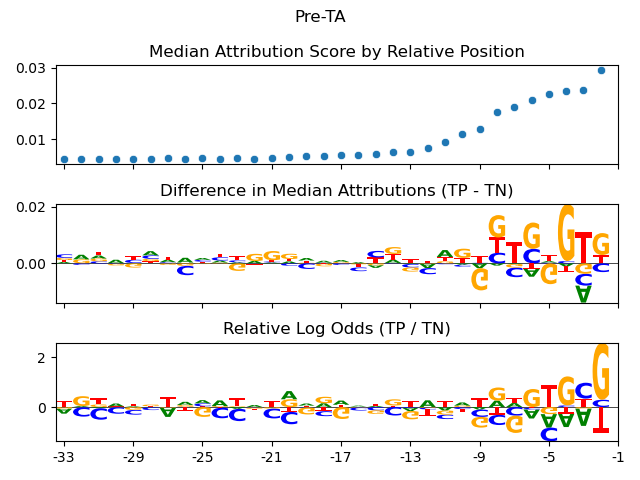 Pre-TA
Median Attribution Score by Relative Position
0.03
0.02
0.01
Difference in Median Attributions (TP - TN)
0.02
0.00
Relative Log Odds (TP / TN)
2
0
-33 -29 -25 -21 -17 -13 -9 -5 -1